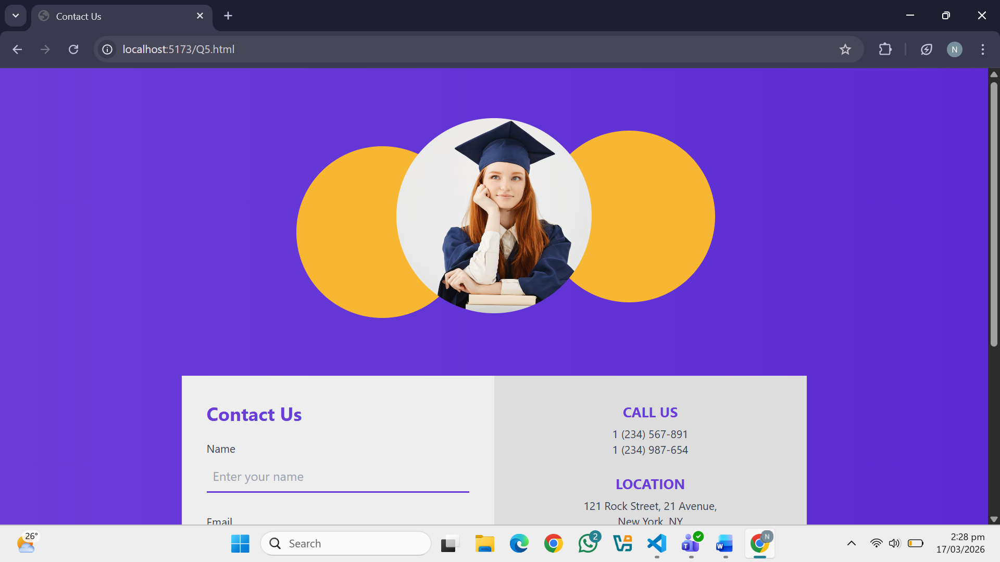 Contact Us
localhost:5173/Q5.html
N
Contact Us
Name
Enter your name
Email
CALL US
1 (234) 567-891
1 (234) 987-654
LOCATION
121 Rock Street, 21 Avenue,
New York, NY
26°
Search
2
T
W
N
2:28 pm
17/03/2026